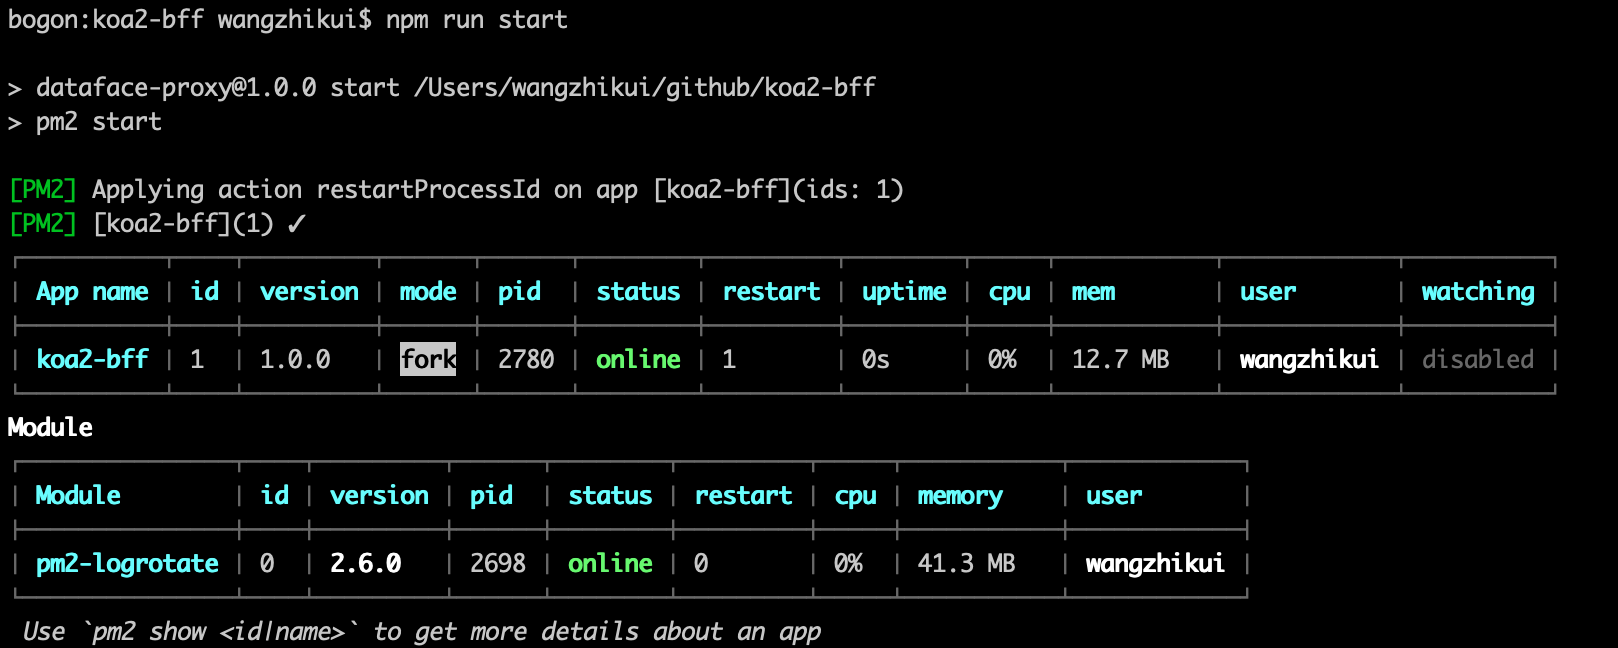 bogon:koa2-bff wangzhikui$ npm run start
> dataface-proxy@1.0.0 start /Users/wangzhikui/github/koa2-bff
> pm2 start
[PM2] Applying action restartProcessId on app [koa2-bff](ids: 1)
[PM2] [koa2-bff](1) ✓
App name | id | version | mode | pid | status | restart | uptime | cpu | mem | user | watching
koa2-bff | 1 | 1.0.0 | fork | 2780 | online | 1 | 0s | 0% | 12.7 MB | wangzhikui | disabled
Module
Module | id | version | pid | status | restart | cpu | memory | user
pm2-logrotate | 0 | 2.6.0 | 2698 | online | 0 | 0% | 41.3 MB | wangzhikui
Use `pm2 show <id|name>` to get more details about an app